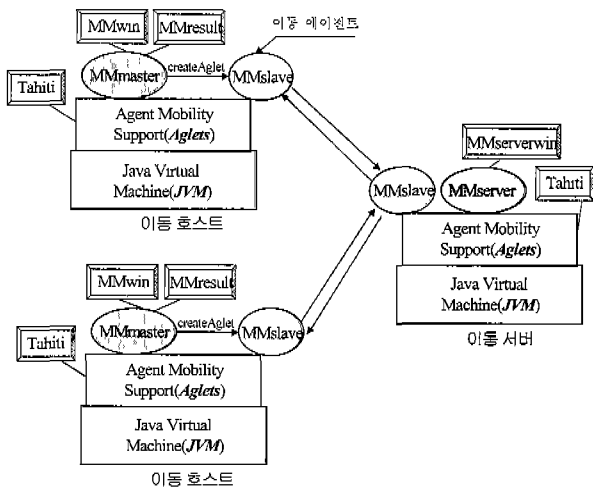 MMwin
MMresult
이동 에이전트
MMmaster
createAglet
MMslave
Tahiti
Agent Mobility
Support(Aglets)
Java Virtual
Machine(JVM)
이동 호스트
MMserverwin
MMslave
MMserver
Tahiti
Agent Mobility
Support(Aglets)
Java Virtual
Machine(JVM)
이동 서버
MMwin
MMresult
MMmaster
createAglet
MMslave
Tahiti
Agent Mobility
Support(Aglets)
Java Virtual
Machine(JVM)
이동 호스트